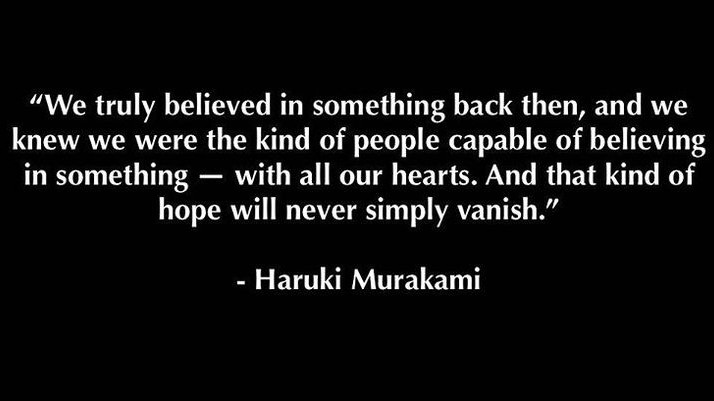 “We truly believed in something back then, and we
knew we were the kind of people capable of believing
in something — with all our hearts. And that kind of
hope will never simply vanish.”
- Haruki Murakami